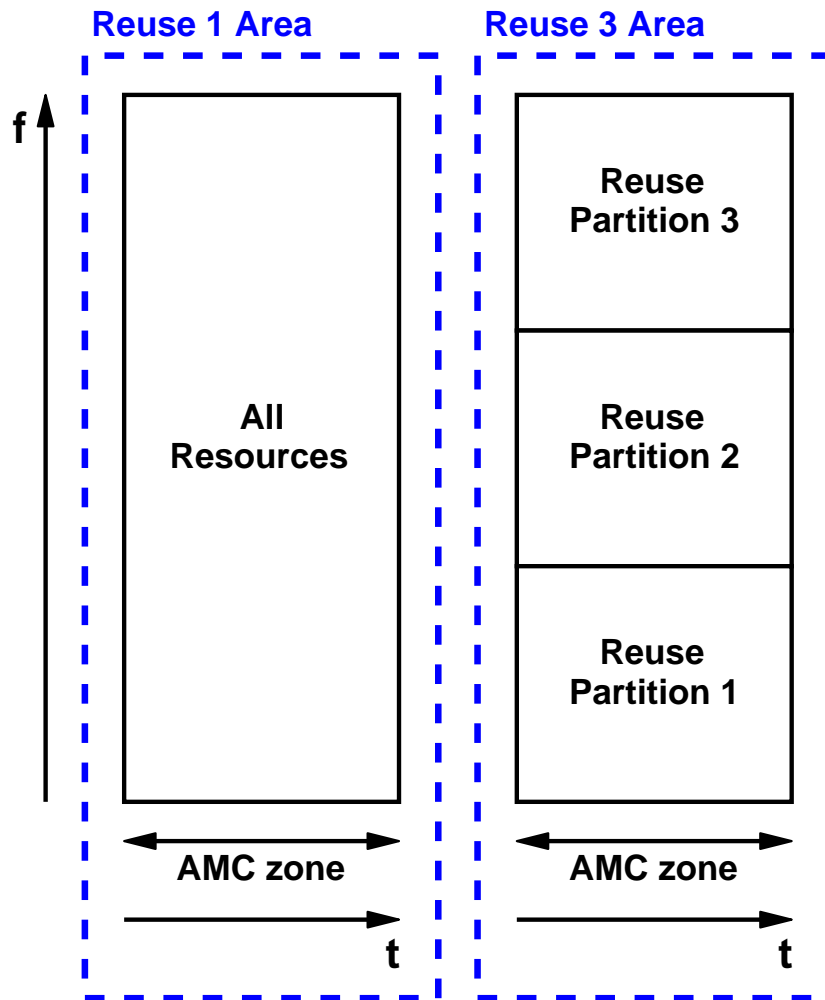 Reuse 1 Area
Reuse 3 Area
f
All
Resources
Reuse
Partition 3
Reuse
Partition 2
Reuse
Partition 1
AMC zone
AMC zone
t
t